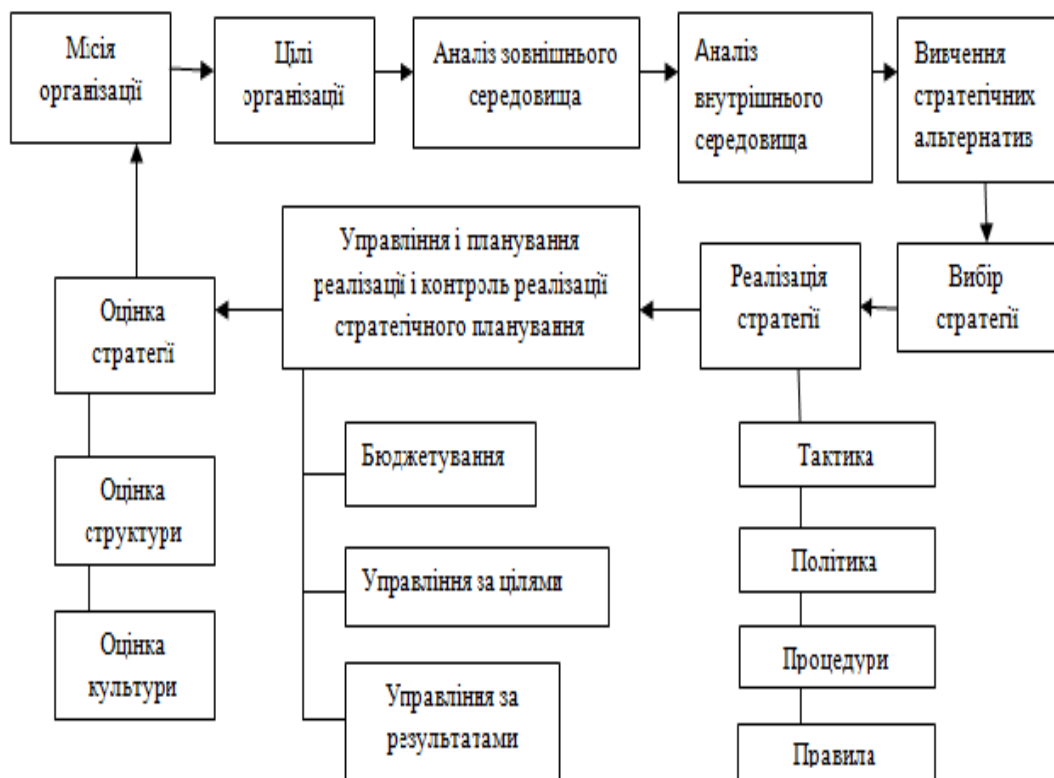 Місія
організації
Цілі
організації
Аналіз зовнішнього
середовища
Аналіз
внутрішнього
середовища
Вивчення
стратегічних
альтернатив
Вибір
стратегії
Реалізація
стратегії
Управління і планування
реалізації і контроль реалізації
стратегічного планування
Оцінка
стратегії
Оцінка
структури
Оцінка
культури
Бюджетування
Управління за цілями
Управління за
результатами
Тактика
Політика
Процедури
Правила